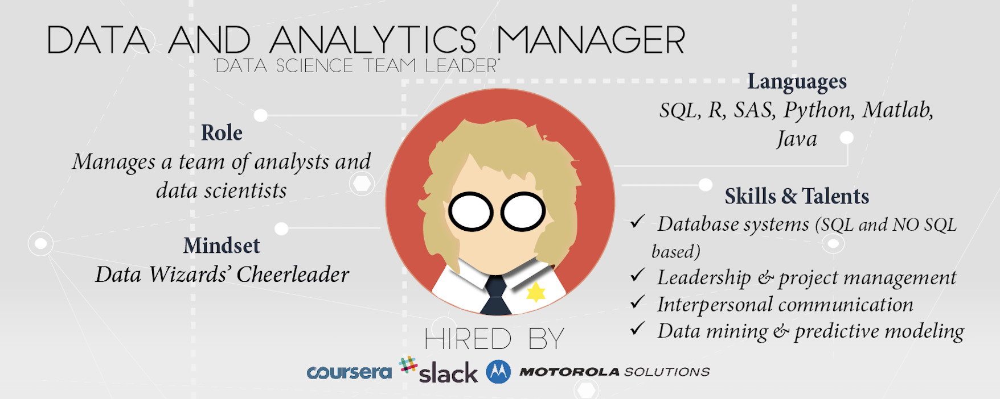 DATA AND ANALYTICS MANAGER
'DATA SCIENCE TEAM LEADER'
Role
Manages a team of analysts and
data scientists
Mindset
Data Wizards’ Cheerleader
Languages
SQL, R, SAS, Python, Matlab,
Java
Skills & Talents
✓ Database systems (SQL and NO SQL
based)
✓ Leadership & project management
✓ Interpersonal communication
✓ Data mining & predictive modeling
HIRED BY
coursera slack MOTOROLA SOLUTIONS